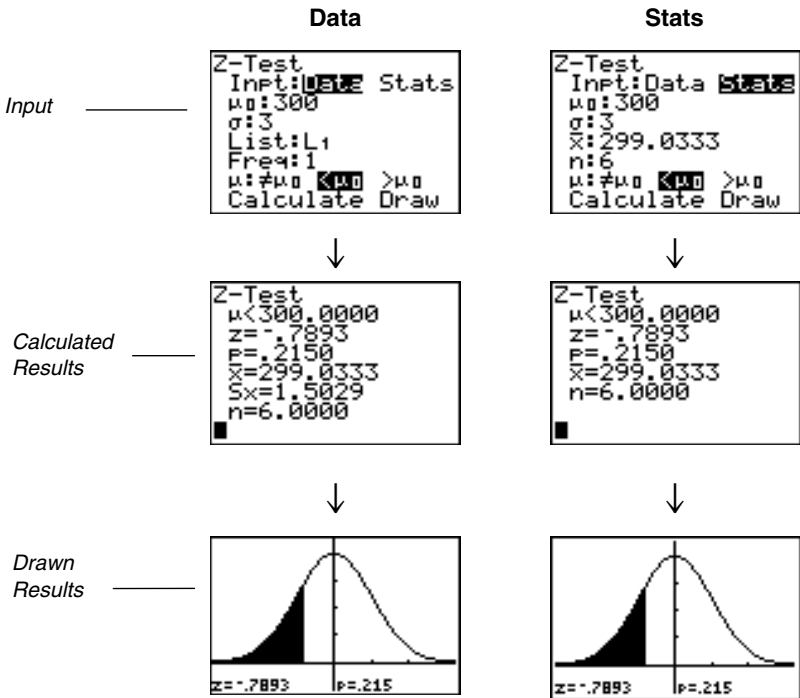 Data
Stats
Input
Z-Test
Inpt:Data Stats
μ0:300
σ:3
List:L1
Freq:1
μ:≠μ0 <μ0 >μ0
Calculate Draw
Z-Test
Inpt:Data Stats
μ0:300
σ:3
x̄:299.0333
n:6
μ:≠μ0 <μ0 >μ0
Calculate Draw
↓
↓
Calculated
Results
Z-Test
μ<300.0000
z=-.7893
p=.2150
x̄=299.0333
Sx=1.5029
n=6.0000
Z-Test
μ<300.0000
z=-.7893
p=.2150
x̄=299.0333
n=6.0000
↓
↓
Drawn
Results
z=-.7893 p=.215
z=-.7893 p=.215